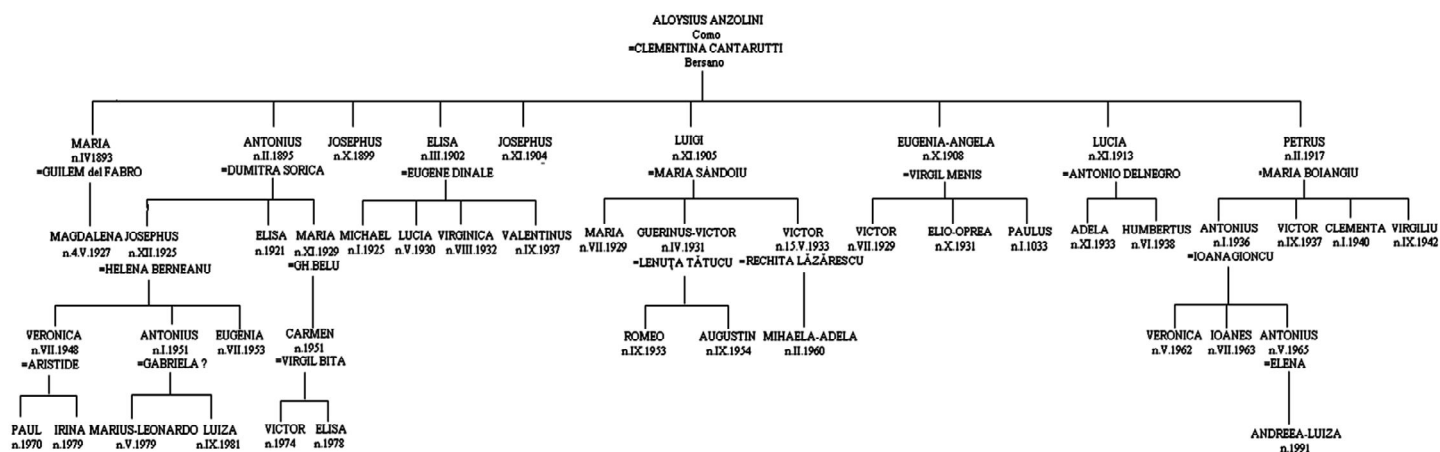 ALOYSIUS ANZOLINI
Como
=CLEMENTINA CANTARUTTI
Bersano
MARIA
n.IV1893
=GUILEM del FABRO
ANTONIUS
n.II.1895
=DUMITRA SORICA
JOSEPHUS
n.X.1899
ELISA
n.III.1902
=EUGENE DINALE
JOSEPHUS
n.XI.1904
LUIGI
n.XI.1905
=MARIA SĂNDOIU
EUGENIA-ANGELA
n.X.1908
=VIRGIL MENIS
LUCIA
n.XI.1913
=ANTONIO DELNEGRO
PETRUS
n.II.1917
=MARIA BOIANGIU
MAGDALENA
n.4.V.1927
JOSEPHUS
n.XII.1925
=HELENA BERNEANU
ELISA
n.1921
MARIA
n.XI.1929
=GH.BELU
MICHAEL
n.I.1925
LUCIA
n.V.1930
VIRGINICA
n.VIII.1932
VALENTINUS
n.IX.1937
MARIA
n.VII.1929
GUERINUS-VICTOR
n.IV.1931
=LENUŢA TĂTUCU
VICTOR
n.15.V.1933
=RECHITA LĂZĂRESCU
VICTOR
n.VII.1929
ELIO-OPREA
n.X.1931
PAULUS
n.I.1033
ADELA
n.XI.1933
HUMBERTUS
n.VI.1938
ANTONIUS
n.I.1936
=IOANA GIONCU
VICTOR
n.IX.1937
CLEMENTA
n.I.1940
VIRGILIU
n.IX.1942
VERONICA
n.VII.1948
=ARISTIDE
ANTONIUS
n.I.1951
=GABRIELA ?
EUGENIA
n.VII.1953
CARMEN
n.1951
=VIRGIL BITA
ROMEO
n.IX.1953
AUGUSTIN
n.IX.1954
MIHAELA-ADELA
n.II.1960
VERONICA
n.V.1962
IOANES
n.VII.1963
ANTONIUS
n.V.1965
=ELENA
PAUL
n.1970
IRINA
n.1979
MARIUS-LEONARDO
n.V.1979
LUIZA
n.IX.1981
VICTOR
n.1974
ELISA
n.1978
ANDREEA-LUIZA
n.1991